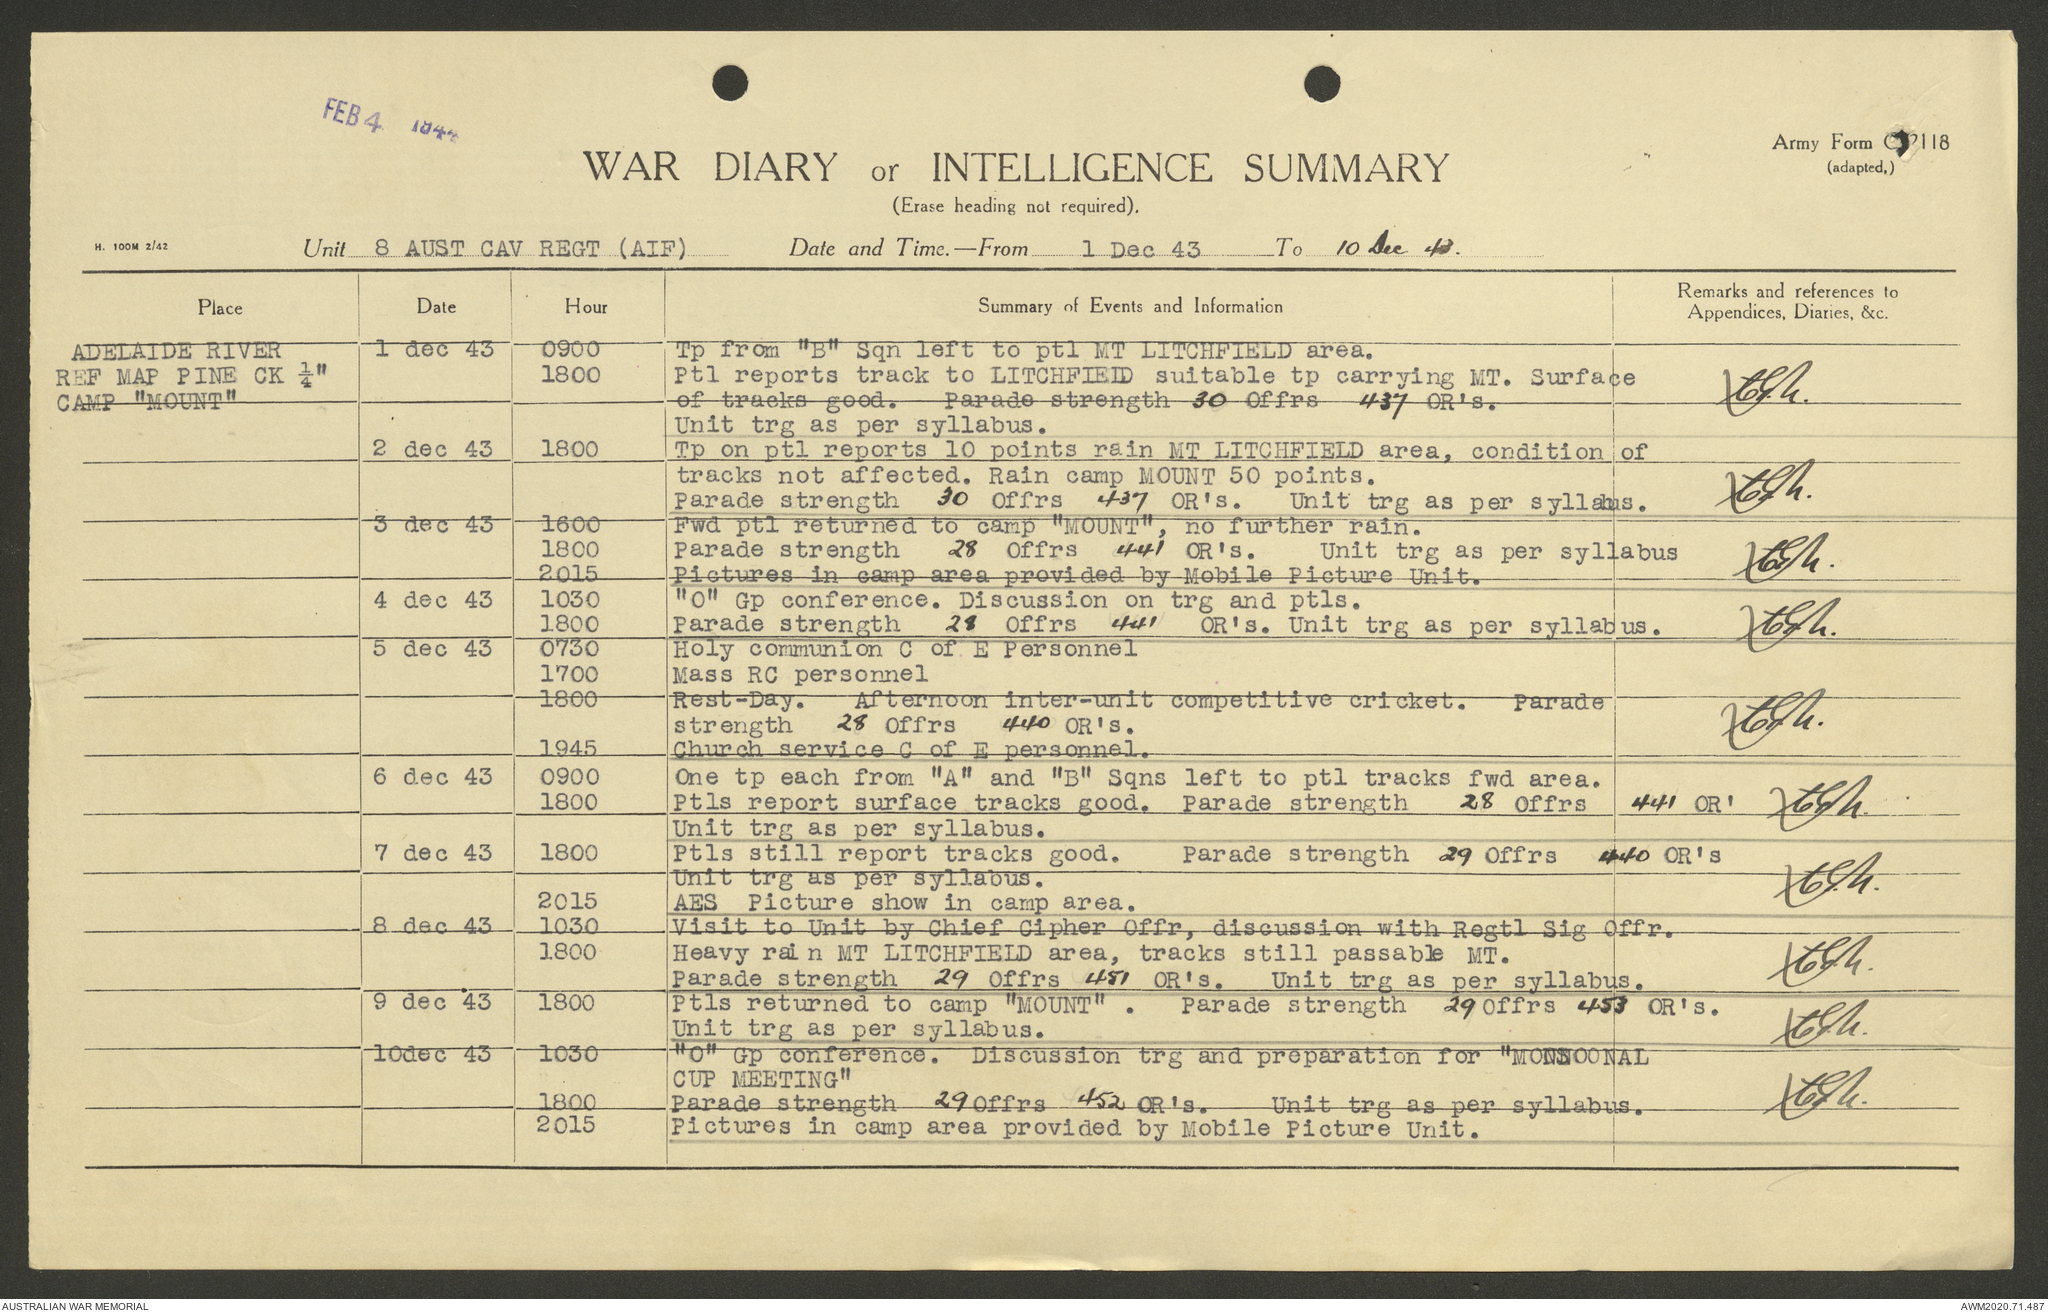 FEB 4 1944
Army Form C 2118
(adapted,)
WAR DIARY or INTELLIGENCE SUMMARY
(Erase heading not required).
H. 100M 2/42
Unit 8 AUST CAV REGT (AIF) Date and Time.—From 1 Dec 43 To 10 Dec 43.
Place Date Hour Summary of Events and Information Remarks and references to
Appendices, Diaries, &c.
ADELAIDE RIVER 1 dec 43 0900 Tp from "B" Sqn left to ptl MT LITCHFIELD area.
REF MAP PINE CK ¼" 1800 Ptl reports track to LITCHFIELD suitable tp carrying MT. Surface
CAMP "MOUNT" of tracks good. Parade strength 30 Offrs 437 OR's.
Unit trg as per syllabus.
2 dec 43 1800 Tp on ptl reports 10 points rain MT LITCHFIELD area, condition of
tracks not affected. Rain camp MOUNT 50 points.
Parade strength 30 Offrs 437 OR's. Unit trg as per syllabus.
3 dec 43 1600 Fwd ptl returned to camp "MOUNT", no further rain.
1800 Parade strength 28 Offrs 441 OR's. Unit trg as per syllabus
2015 Pictures in camp area provided by Mobile Picture Unit.
4 dec 43 1030 "O" Gp conference. Discussion on trg and ptls.
1800 Parade strength 28 Offrs 441 OR's. Unit trg as per syllabus.
5 dec 43 0730 Holy communion C of E Personnel
1700 Mass RC personnel
1800 Rest-Day. Afternoon inter-unit competitive cricket. Parade
strength 28 Offrs 440 OR's.
1945 Church service C of E personnel.
6 dec 43 0900 One tp each from "A" and "B" Sqns left to ptl tracks fwd area.
1800 Ptls report surface tracks good. Parade strength 28 Offrs 441 OR'
Unit trg as per syllabus.
7 dec 43 1800 Ptls still report tracks good. Parade strength 29 Offrs 440 OR's
Unit trg as per syllabus.
2015 AES Picture show in camp area.
8 dec 43 1030 Visit to Unit by Chief Cipher Offr, discussion with Regtl Sig Offr.
1800 Heavy rain MT LITCHFIELD area, tracks still passable MT.
Parade strength 29 Offrs 451 OR's. Unit trg as per syllabus.
9 dec 43 1800 Ptls returned to camp "MOUNT" . Parade strength 29 Offrs 453 OR's.
Unit trg as per syllabus.
10dec 43 1030 "O" Gp conference. Discussion trg and preparation for "MONSOONAL
CUP MEETING"
1800 Parade strength 29 Offrs 452 OR's. Unit trg as per syllabus.
2015 Pictures in camp area provided by Mobile Picture Unit.
AUSTRALIAN WAR MEMORIAL AWM2020.71.487